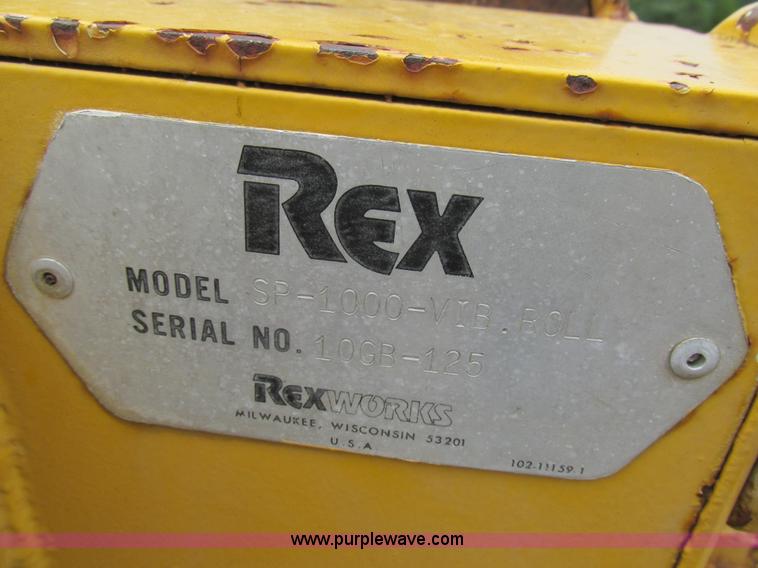 REX
MODEL SP-1000-VIB.ROLL
SERIAL NO. 10GB-125
REXWORKS
MILWAUKEE, WISCONSIN 53201
U.S.A.
102-11159-1
www.purplewave.com